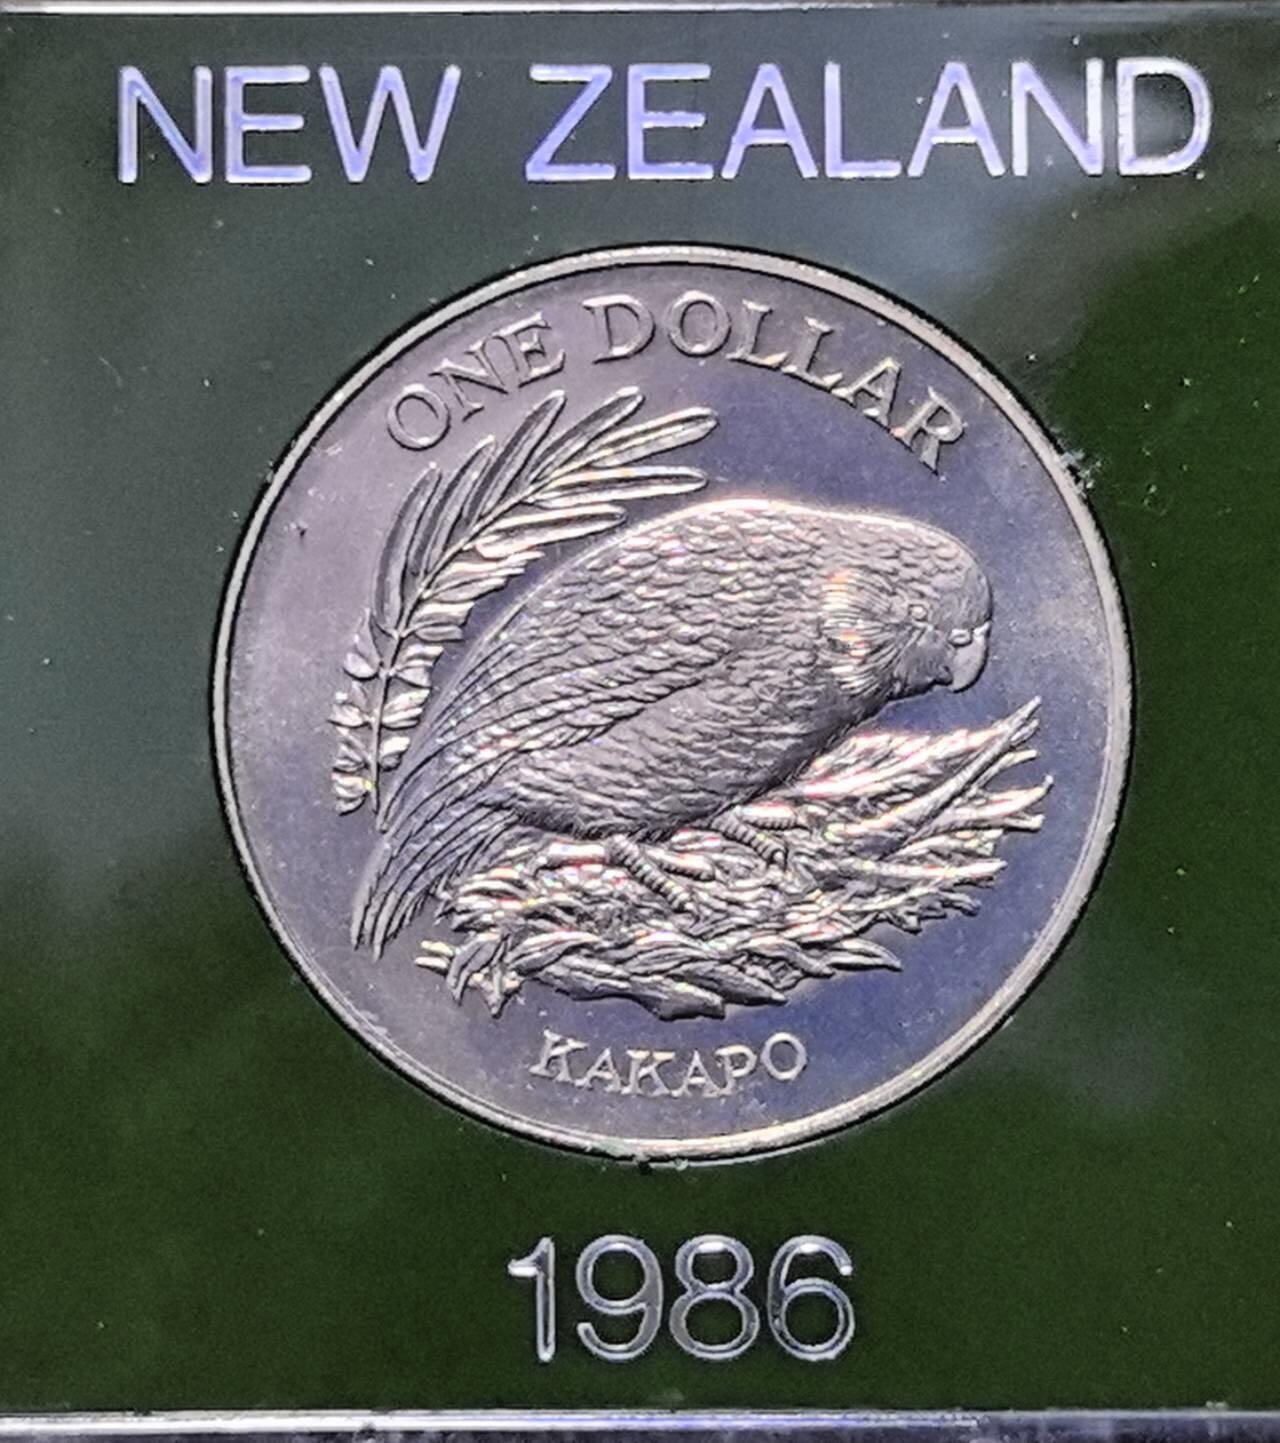 NEW ZEALAND
ONE DOLLAR
KAKAPO
1986